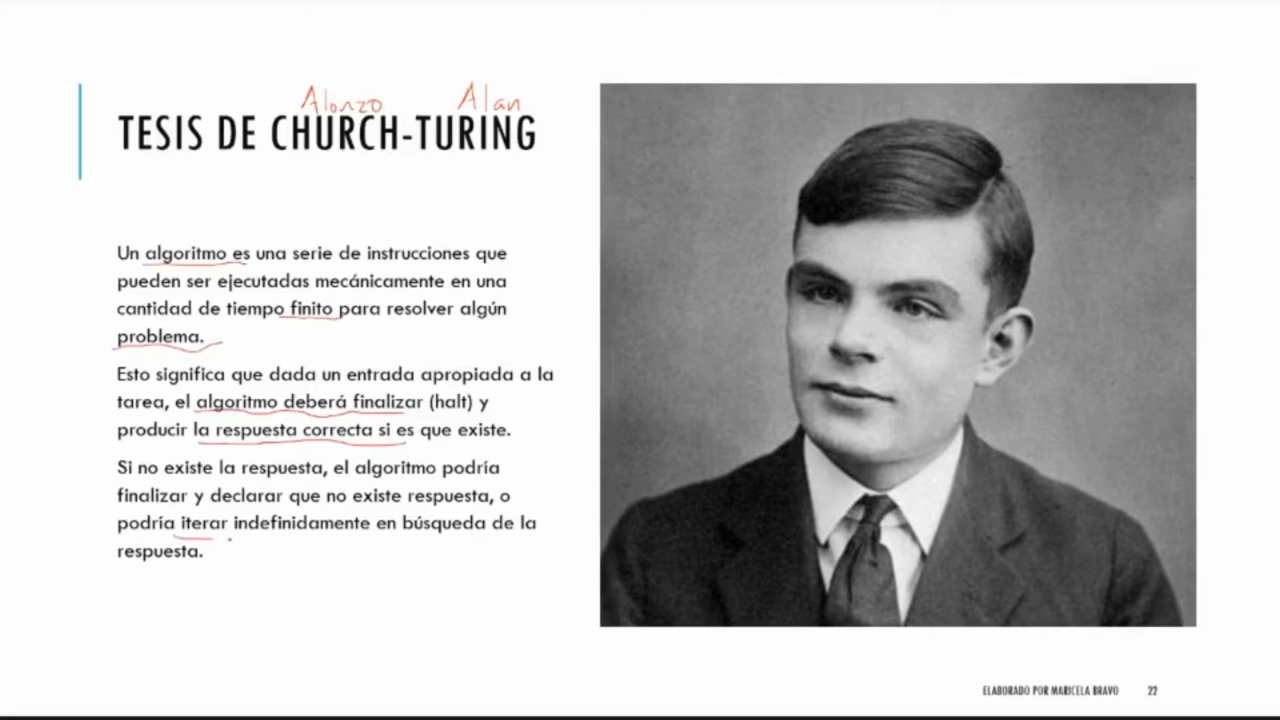 Alonzo Alan
TESIS DE CHURCH-TURING
Un algoritmo es una serie de instrucciones que
pueden ser ejecutadas mecánicamente en una
cantidad de tiempo finito para resolver algún
problema.
Esto significa que dada un entrada apropiada a la
tarea, el algoritmo deberá finalizar (halt) y
producir la respuesta correcta si es que existe.
Si no existe la respuesta, el algoritmo podría
finalizar y declarar que no existe respuesta, o
podría iterar indefinidamente en búsqueda de la
respuesta.
ELABORADO POR MARICELA BRAVO 22